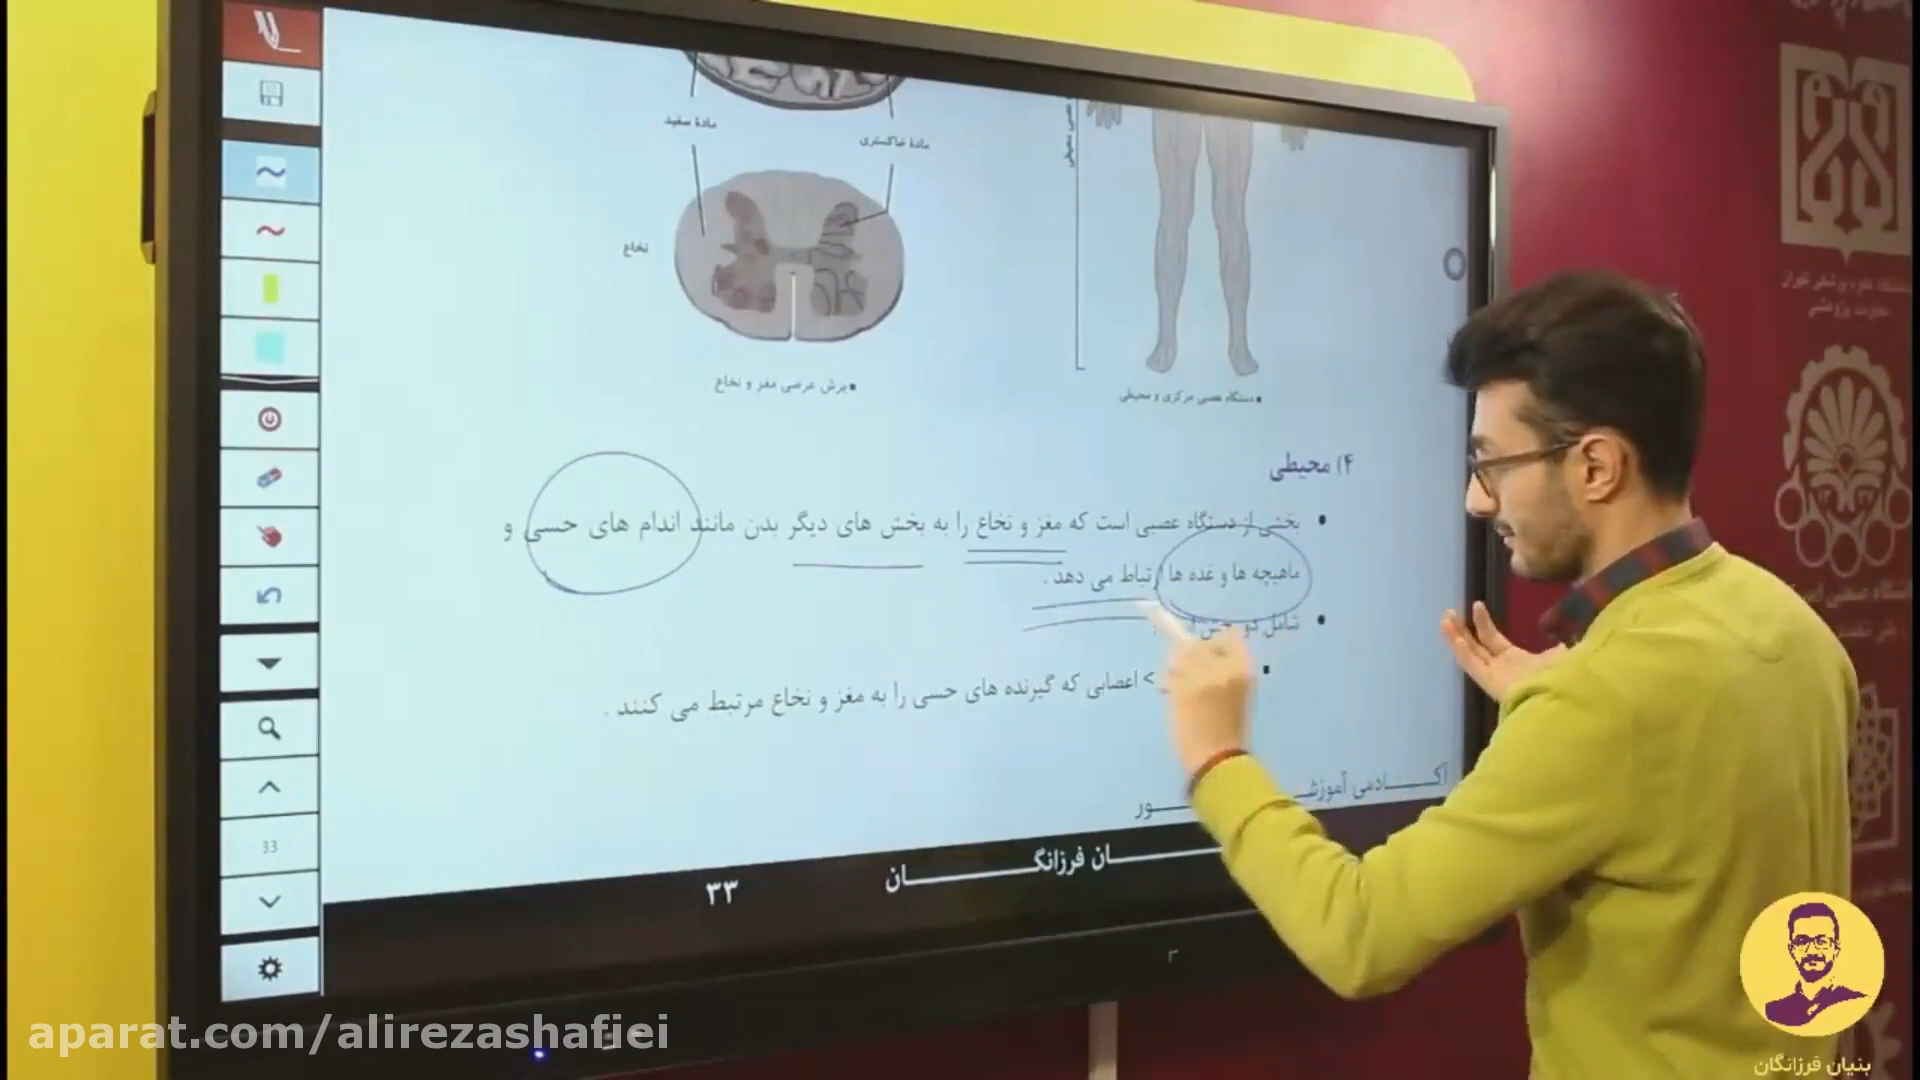 مادهٔ سفید
مادهٔ خاکستری
نخاع
برش عرضی مغز و نخاع
دستگاه عصبی مرکزی و محیطی
۴) محیطی
بخشی از دستگاه عصبی است که مغز و نخاع را به بخش های دیگر بدن مانند اندام های حسی و
ماهیچه ها و غده ها ارتباط می دهد .
شامل دو بخش
> اعصابی که گیرنده های حسی را به مغز و نخاع مرتبط می کنند .
33
۳۳
aparat.com/alirezashafiei
بنیان فرزانگان